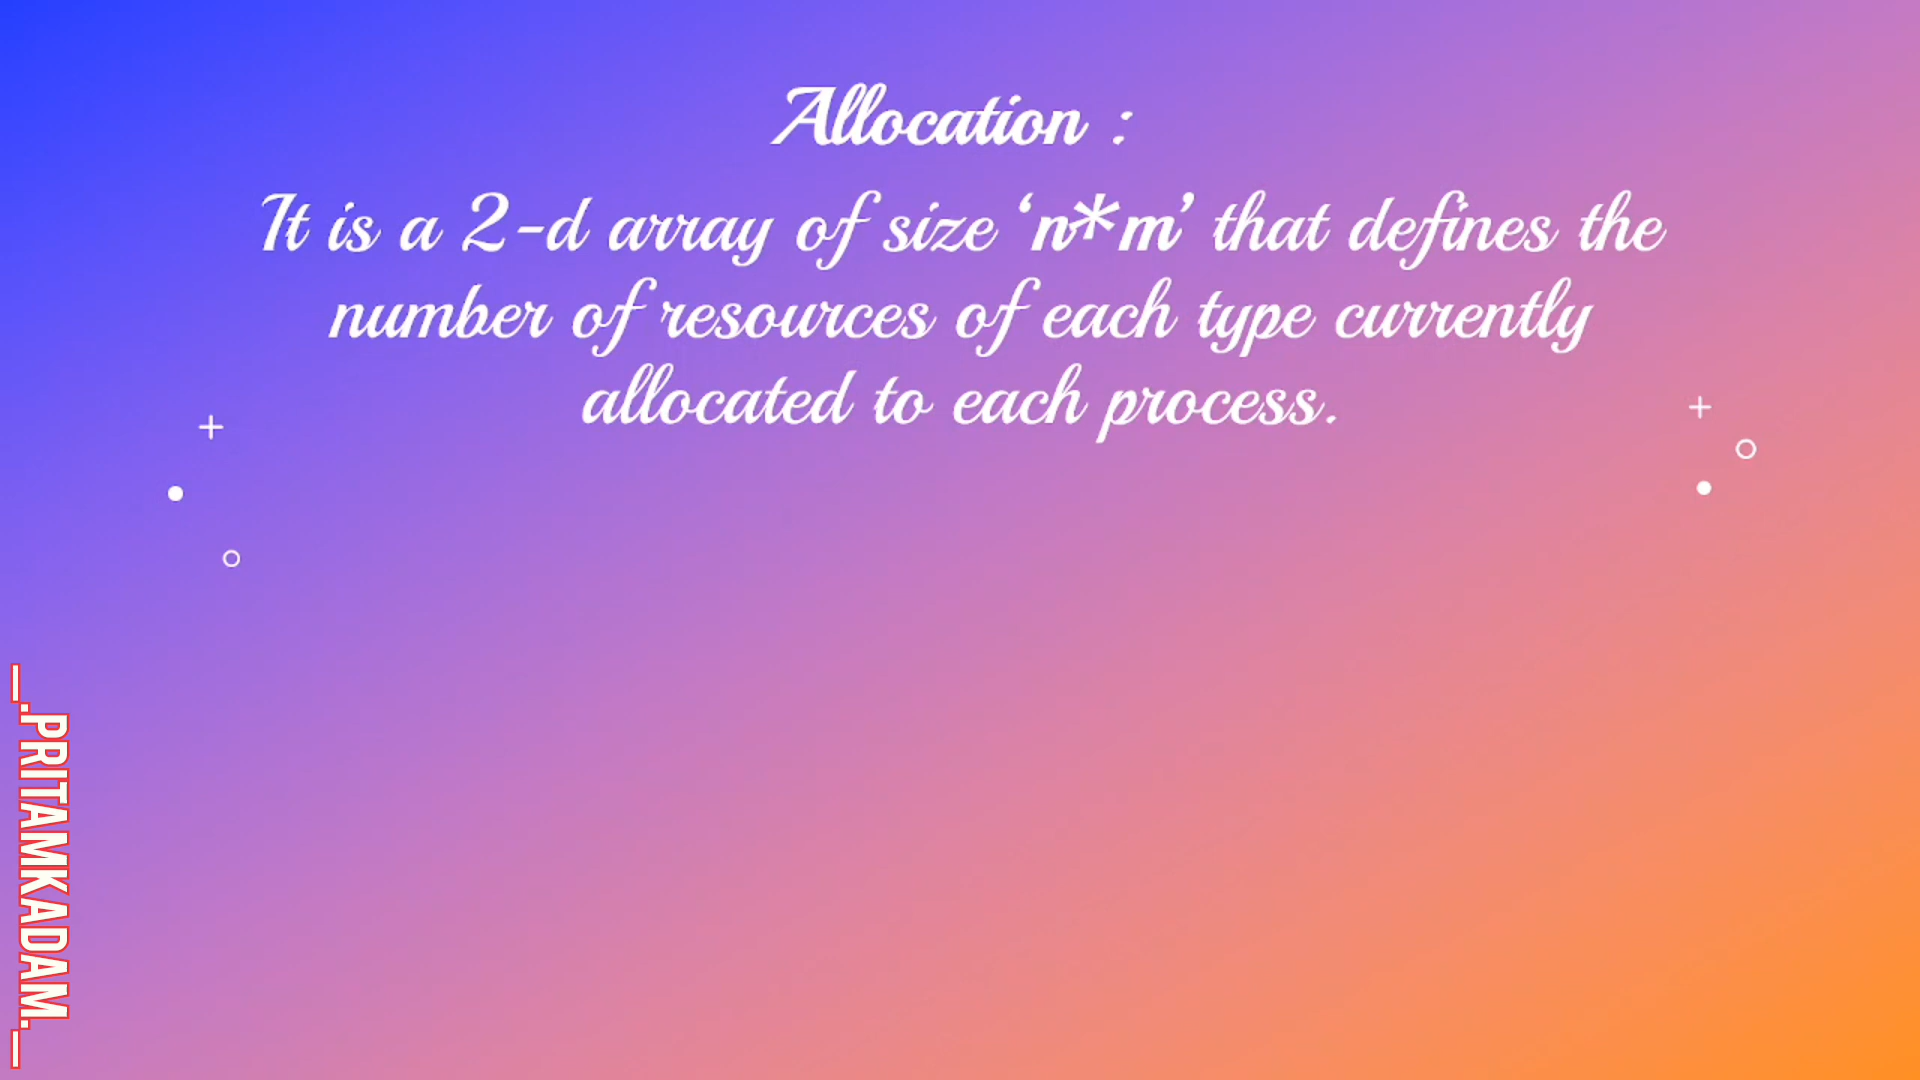 Allocation :
It is a 2-d array of size ‘n*m’ that defines the
number of resources of each type currently
allocated to each process.
_.PRITAMKADAM._